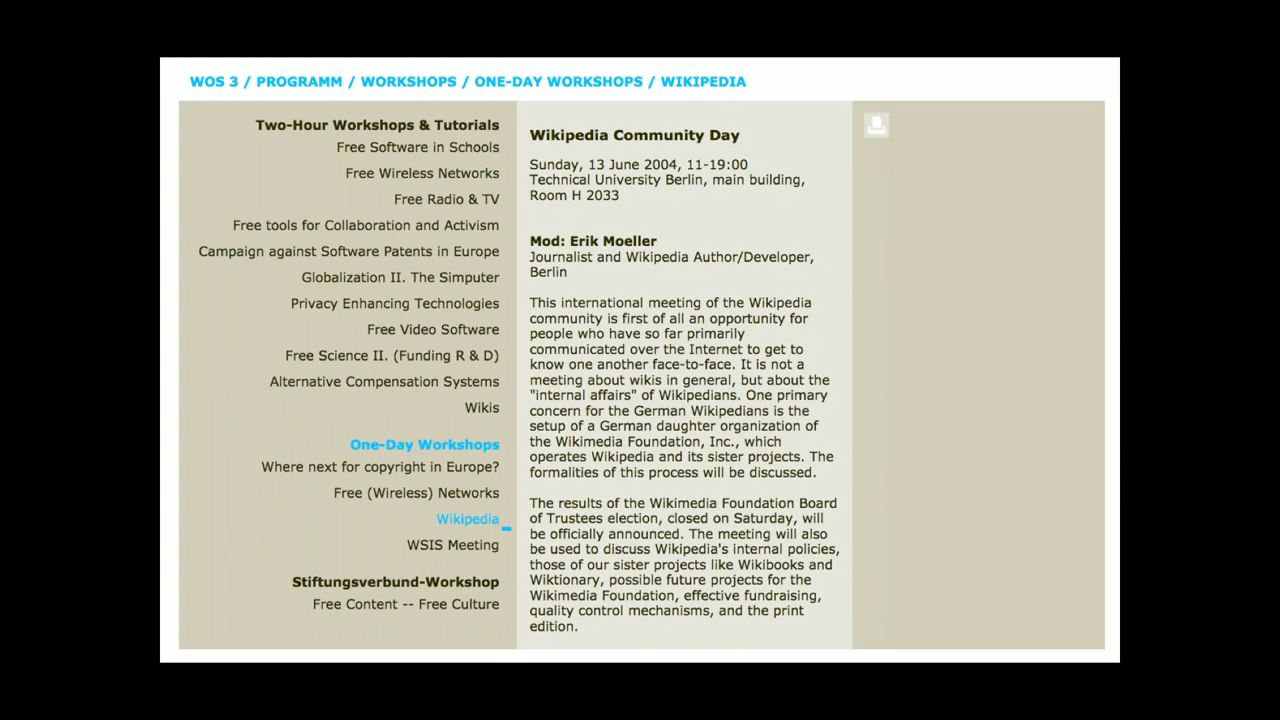 WOS 3 / PROGRAMM / WORKSHOPS / ONE-DAY WORKSHOPS / WIKIPEDIA
Two-Hour Workshops & Tutorials
Free Software in Schools
Free Wireless Networks
Free Radio & TV
Free tools for Collaboration and Activism
Campaign against Software Patents in Europe
Globalization II. The Simputer
Privacy Enhancing Technologies
Free Video Software
Free Science II. (Funding R & D)
Alternative Compensation Systems
Wikis
One-Day Workshops
Where next for copyright in Europe?
Free (Wireless) Networks
Wikipedia
WSIS Meeting
Stiftungsverbund-Workshop
Free Content -- Free Culture
Wikipedia Community Day
Sunday, 13 June 2004, 11-19:00
Technical University Berlin, main building,
Room H 2033
Mod: Erik Moeller
Journalist and Wikipedia Author/Developer,
Berlin
This international meeting of the Wikipedia
community is first of all an opportunity for
people who have so far primarily
communicated over the Internet to get to
know one another face-to-face. It is not a
meeting about wikis in general, but about the
"internal affairs" of Wikipedians. One primary
concern for the German Wikipedians is the
setup of a German daughter organization of
the Wikimedia Foundation, Inc., which
operates Wikipedia and its sister projects. The
formalities of this process will be discussed.
The results of the Wikimedia Foundation Board
of Trustees election, closed on Saturday, will
be officially announced. The meeting will also
be used to discuss Wikipedia's internal policies,
those of our sister projects like Wikibooks and
Wiktionary, possible future projects for the
Wikimedia Foundation, effective fundraising,
quality control mechanisms, and the print
edition.